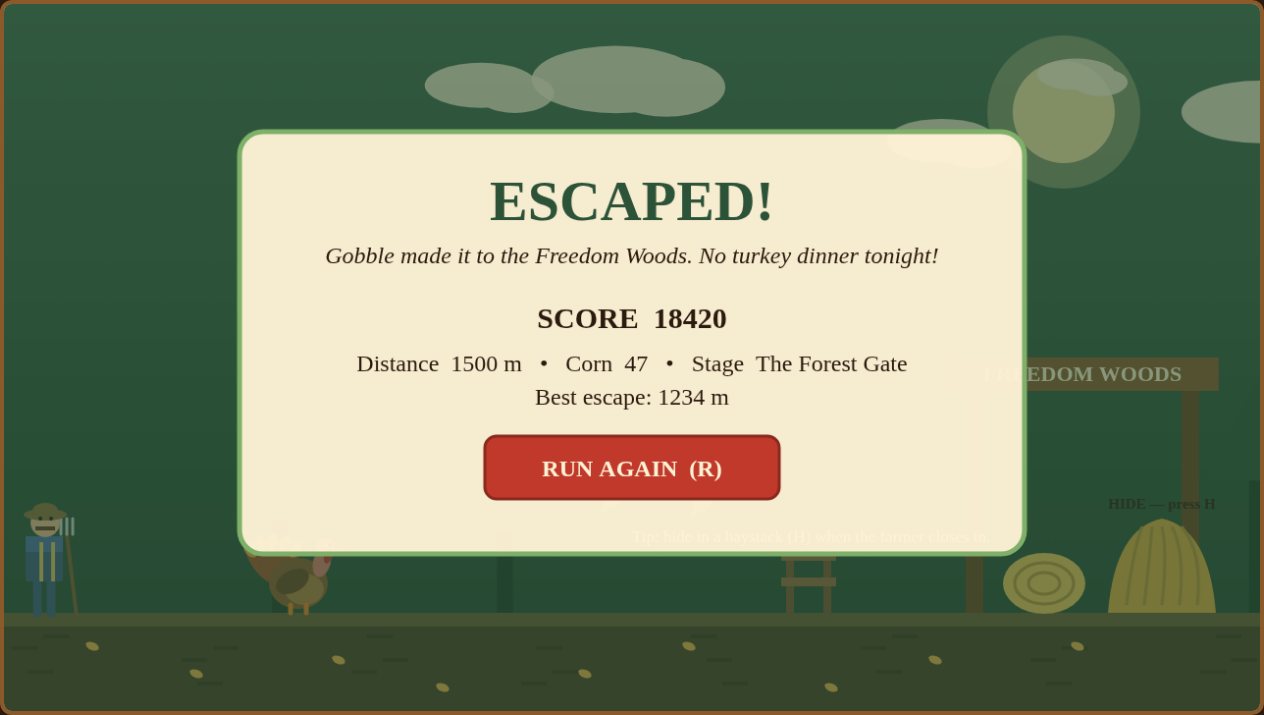 ESCAPED!
Gobble made it to the Freedom Woods. No turkey dinner tonight!
SCORE 18420
Distance 1500 m • Corn 47 • Stage The Forest Gate
Best escape: 1234 m
FREEDOM WOODS
RUN AGAIN (R)
HIDE — press H
Tip: hide in a haystack (H) when the farmer closes in.